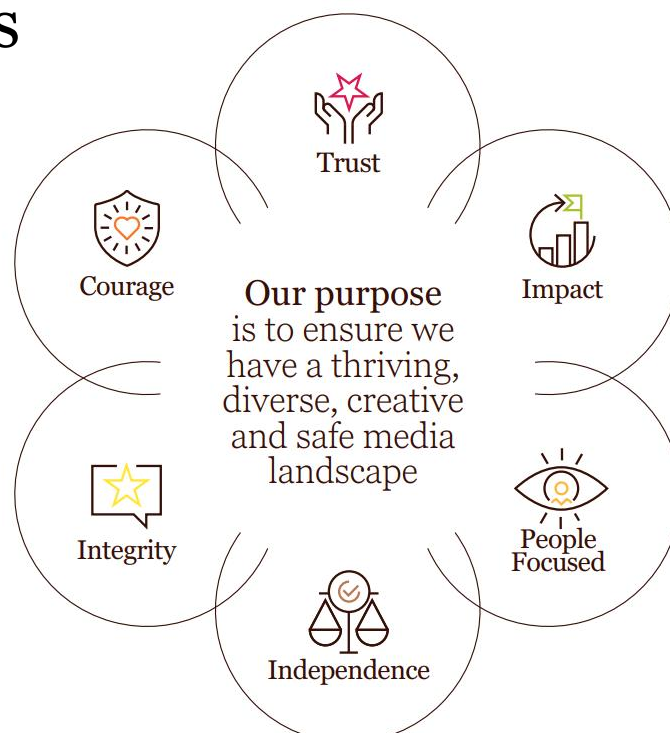 s
Trust
Courage
Impact
Our purpose
is to ensure we
have a thriving,
diverse, creative
and safe media
landscape
Integrity
People
Focused
Independence